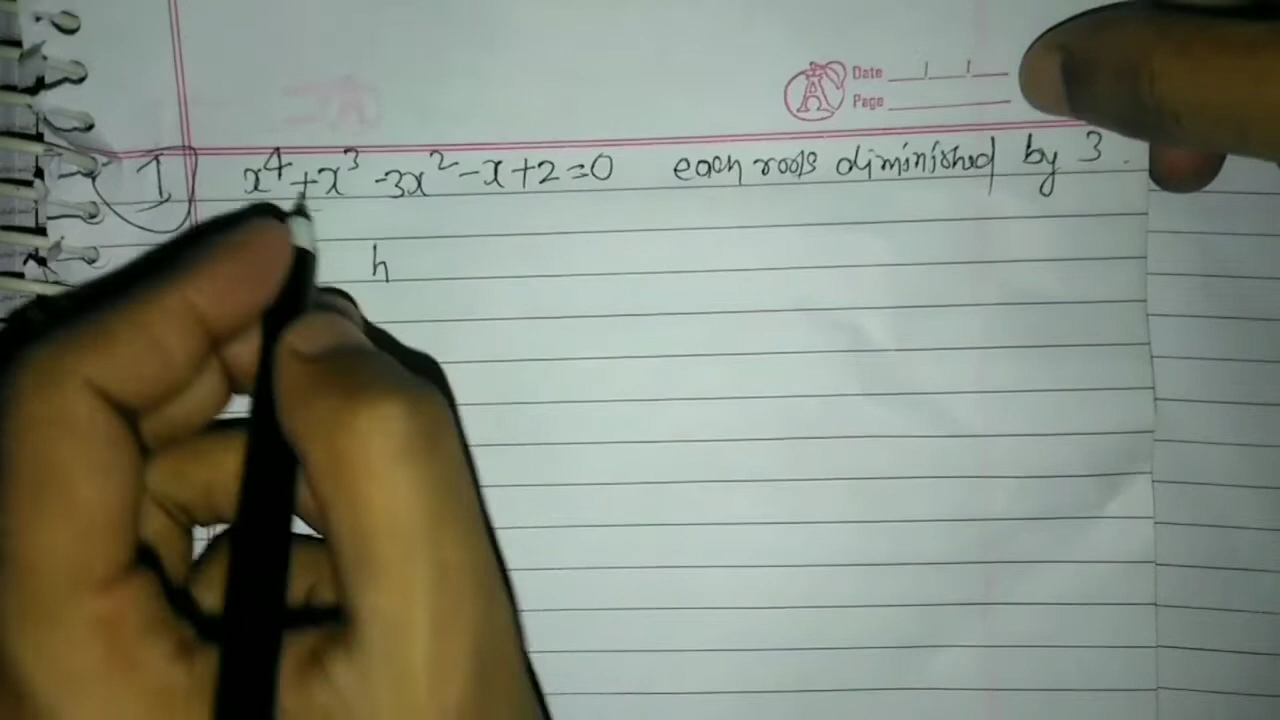 Date
Page
1 x⁴+x³-3x²-x+2=0 each roots diminished by 3.
h